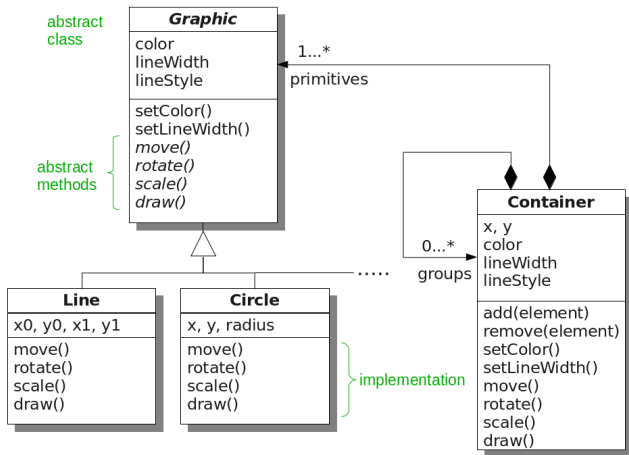 abstract
class
Graphic
color
lineWidth
lineStyle
setColor()
setLineWidth()
move()
rotate()
scale()
draw()
abstract
methods
1...*
primitives
0...*
groups
Container
x, y
color
lineWidth
lineStyle
add(element)
remove(element)
setColor()
setLineWidth()
move()
rotate()
scale()
draw()
Line
x0, y0, x1, y1
move()
rotate()
scale()
draw()
Circle
x, y, radius
move()
rotate()
scale()
draw()
implementation
.....